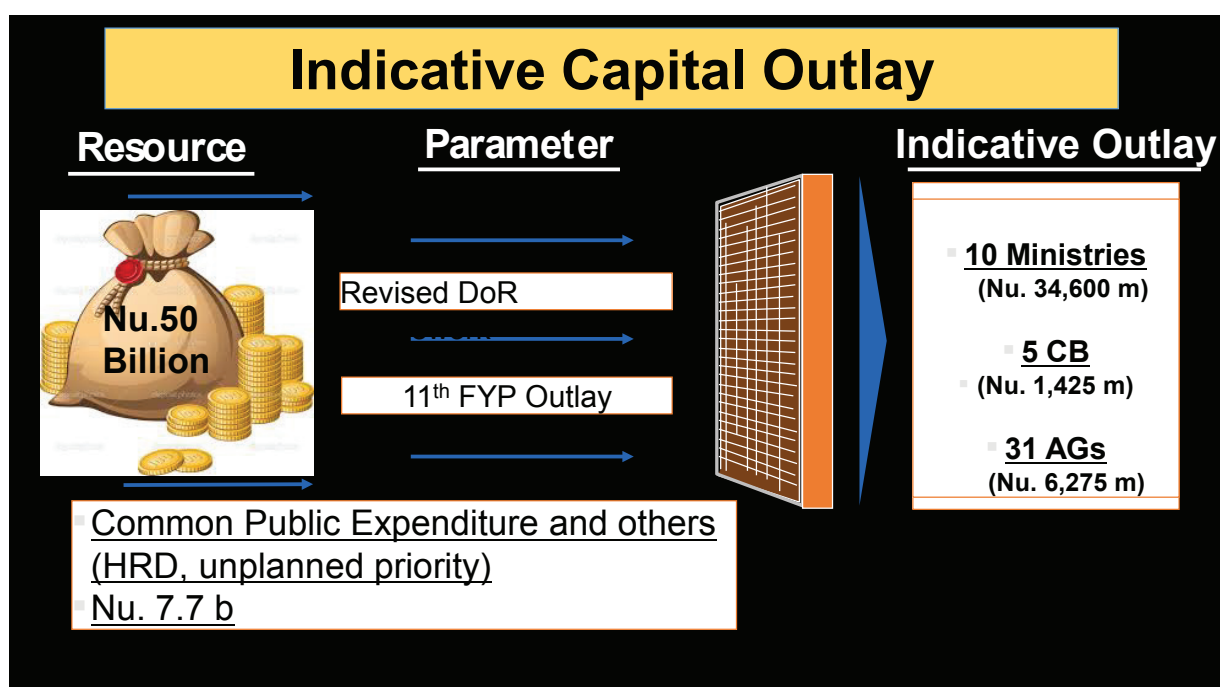 Indicative Capital Outlay
Resource
Parameter
Indicative Outlay
Nu.50
Billion
Revised DoR
11th FYP Outlay
10 Ministries
(Nu. 34,600 m)
5 CB
(Nu. 1,425 m)
31 AGs
(Nu. 6,275 m)
Common Public Expenditure and others
(HRD, unplanned priority)
Nu. 7.7 b